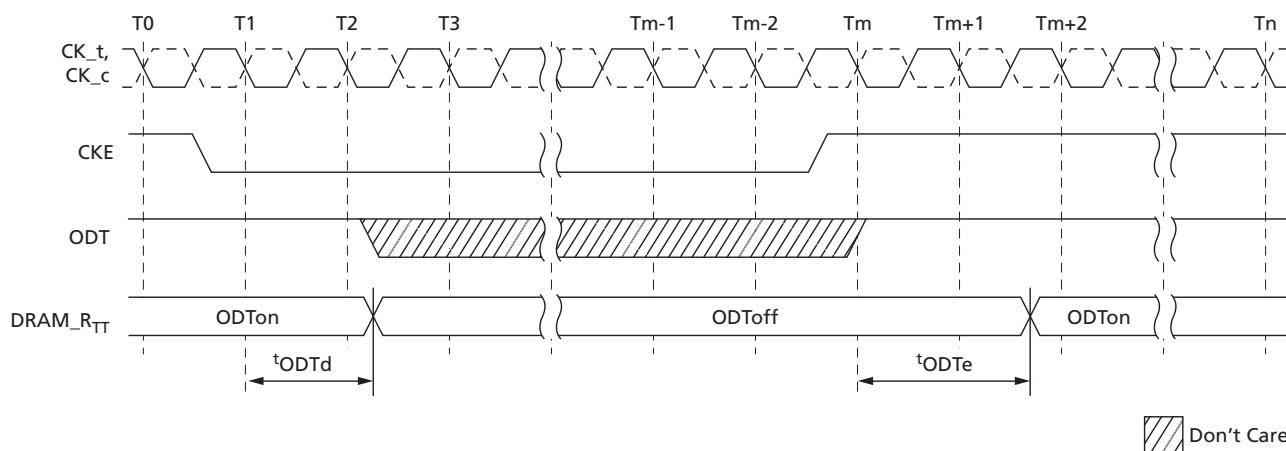 T0 T1 T2 T3 Tm-1 Tm-2 Tm Tm+1 Tm+2 Tn
CK_t,
CK_c
CKE
ODT
DRAM_RTT ODTon ODToff ODTon
tODTd tODTe
Don't Care